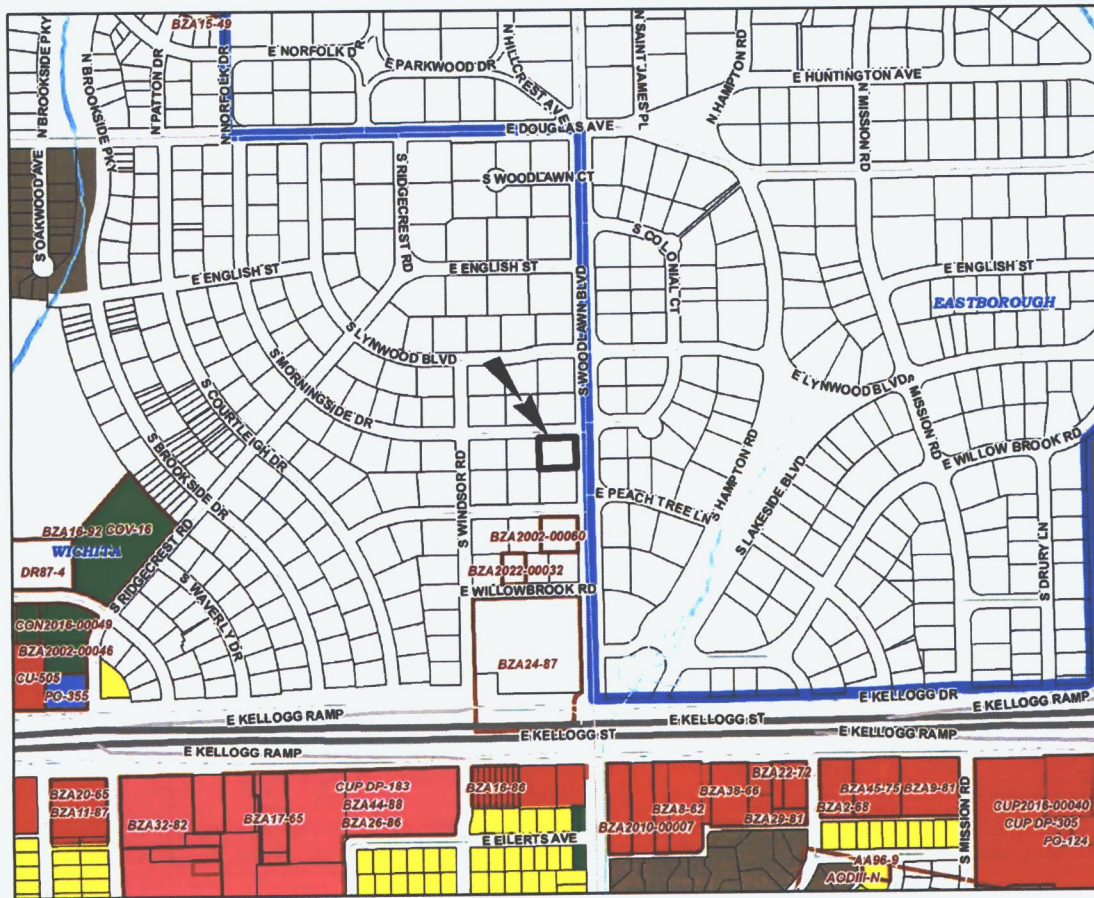 BZA15-49
N BROOKSIDE PKY
N BROOKSIDE PKY
N PATTON DR
N NORFOLK DR
E NORFOLK DR
E PARKWOOD DR
N HILLCREST AVE
N SAINT JAMES PL
N HAMPTON RD
E HUNTINGTON AVE
N MISSION RD
E DOUGLAS AVE
S OAKWOOD AVE
S RIDGECREST RD
S WOODLAWN CT
S COLONIAL CT
E ENGLISH ST
E ENGLISH ST
E ENGLISH ST
S WOODLAWN BLVD
EASTBOROUGH
S LYNWOOD BLVD
S MORNINGSIDE DR
S COURTLEIGH DR
S BROOKSIDE DR
E LYNWOOD BLVD
S MISSION RD
E WILLOW BROOK RD
S WINDSOR RD
E PEACH TREE LN
S HAMPTON RD
S LAKESIDE BLVD
S DRURY LN
BZA16-92 COV-16
WICHITA
DR87-4
S RIDGECREST RD
S WAVERLY DR
BZA2002-00060
BZA2022-00032
E WILLOWBROOK RD
CON2016-00049
BZA2002-00046
CU-505
PO-355
BZA24-87
E KELLOGG DR
E KELLOGG RAMP
E KELLOGG ST
E KELLOGG RAMP
E KELLOGG ST
E KELLOGG RAMP
E KELLOGG RAMP
BZA20-65
BZA11-87
BZA32-82
BZA17-65
CUP DP-183
BZA44-88
BZA26-86
BZA16-86
E EILERTS AVE
BZA22-72
BZA38-66
BZA8-62
BZA2010-00007
BZA29-81
BZA45-75
BZA9-81
BZA2-68
S MISSION RD
CUP2016-00040
CUP DP-305
PO-124
AA96-9
AODIII-N